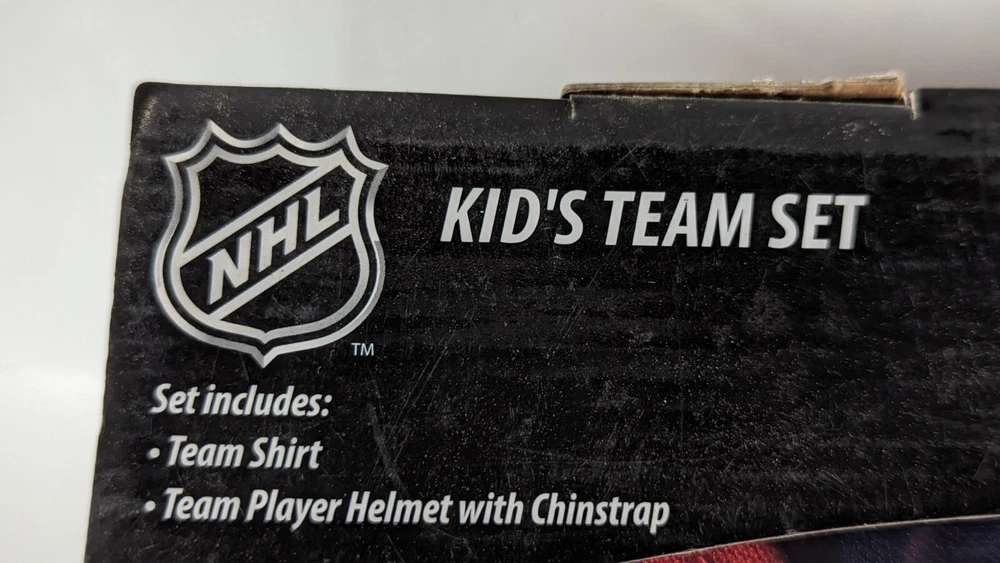 NHL
TM
KID'S TEAM SET
Set includes:
• Team Shirt
• Team Player Helmet with Chinstrap